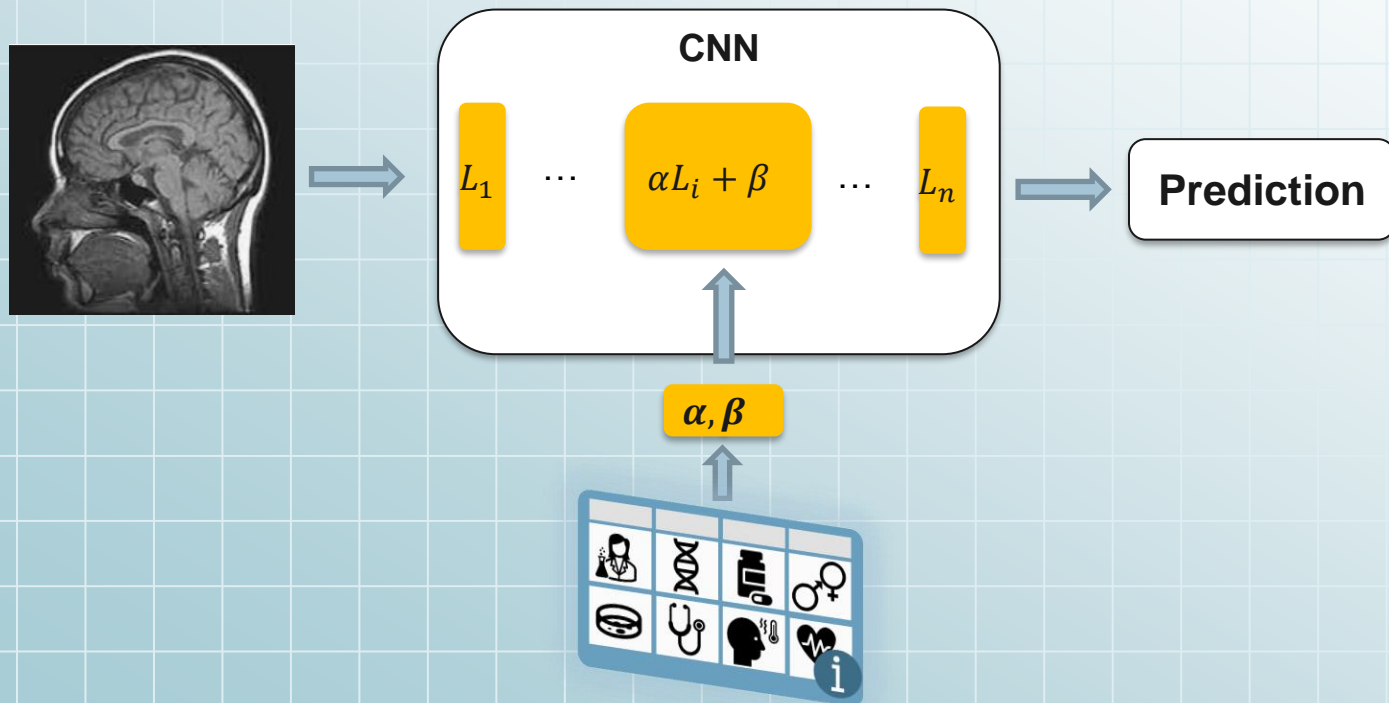 CNN
L₁ ... αLᵢ + β ... Lₙ
Prediction
α, β
i